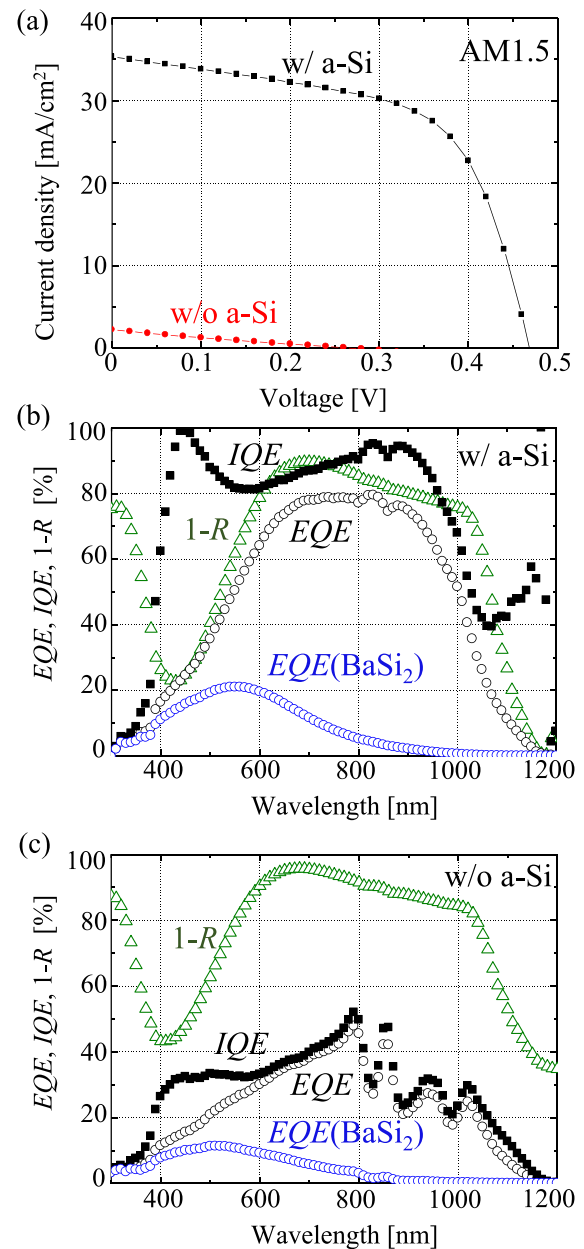 (a)
40
30
20
10
0
Current density [mA/cm²]
w/ a-Si
AM1.5
w/o a-Si
0 0.1 0.2 0.3 0.4 0.5
Voltage [V]
(b)
100
80
60
40
20
0
EQE, IQE, 1-R [%]
IQE
w/ a-Si
1-R
EQE
EQE(BaSi₂)
400 600 800 1000 1200
Wavelength [nm]
(c)
100
80
60
40
20
0
EQE, IQE, 1-R [%]
w/o a-Si
1-R
IQE
EQE
EQE(BaSi₂)
400 600 800 1000 1200
Wavelength [nm]